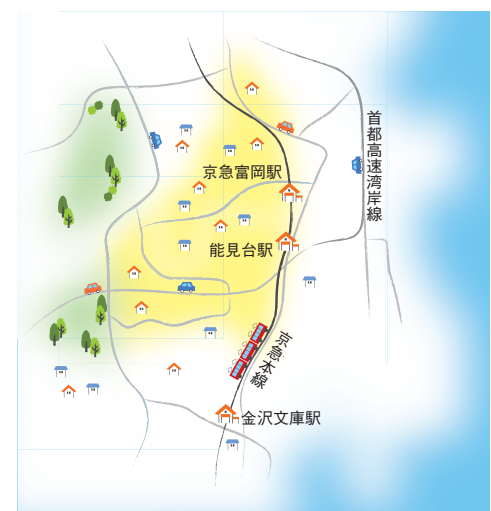 首都高速湾岸線
京急富岡駅
能見台駅
京急本線
金沢文庫駅